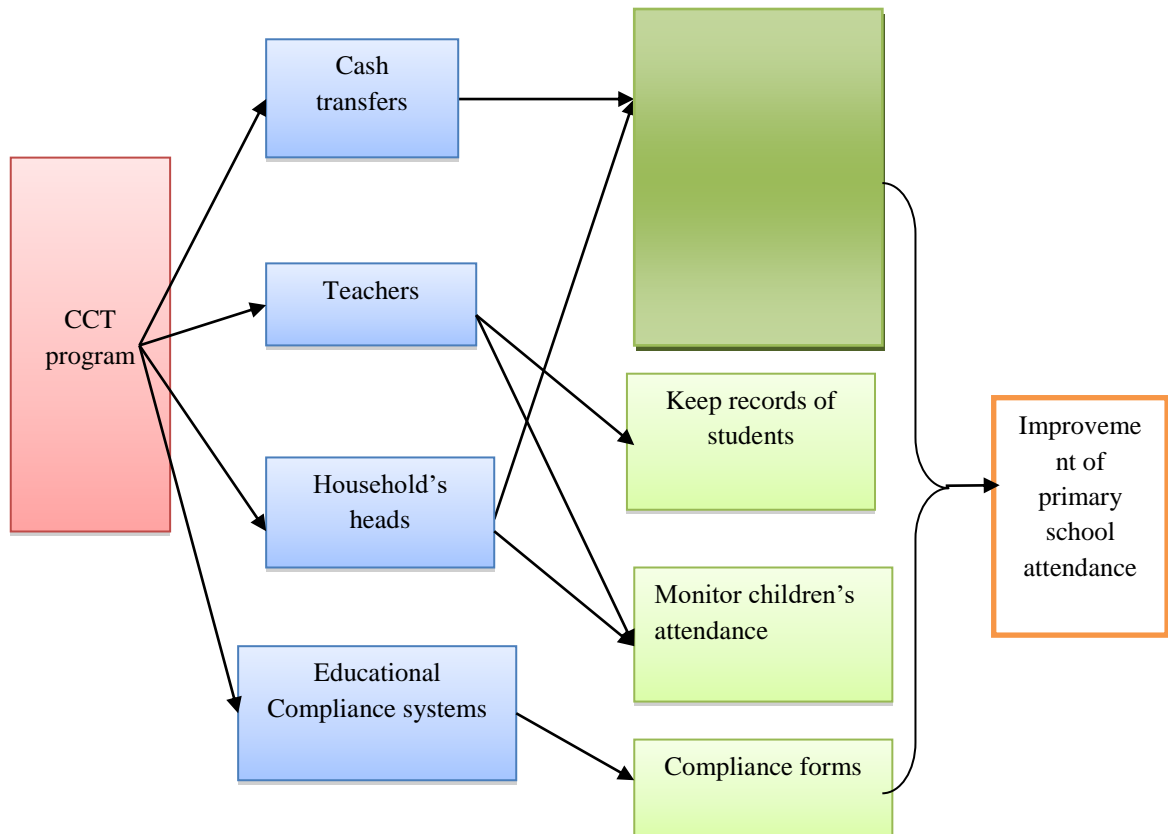 Cash
transfers
Teachers
CCT
program
Household’s
heads
Educational
Compliance systems
Keep records of
students
Monitor children’s
attendance
Compliance forms
Improveme
nt of
primary
school
attendance